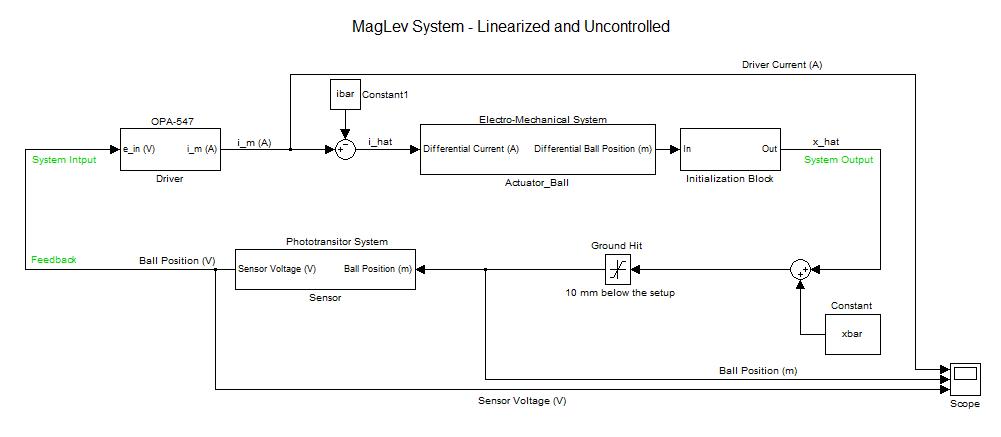 MagLev System - Linearized and Uncontrolled
Driver Current (A)
ibar
Constant1
OPA-547
e_in (V)
i_m (A)
Driver
i_m (A)
i_hat
Electro-Mechanical System
Differential Current (A)
Differential Ball Position (m)
Actuator_Ball
In
Out
Initialization Block
x_hat
System Intput
System Output
Feedback
Ball Position (V)
Phototransitor System
Sensor Voltage (V)
Ball Position (m)
Sensor
Ground Hit
10 mm below the setup
Constant
xbar
Ball Position (m)
Sensor Voltage (V)
Scope